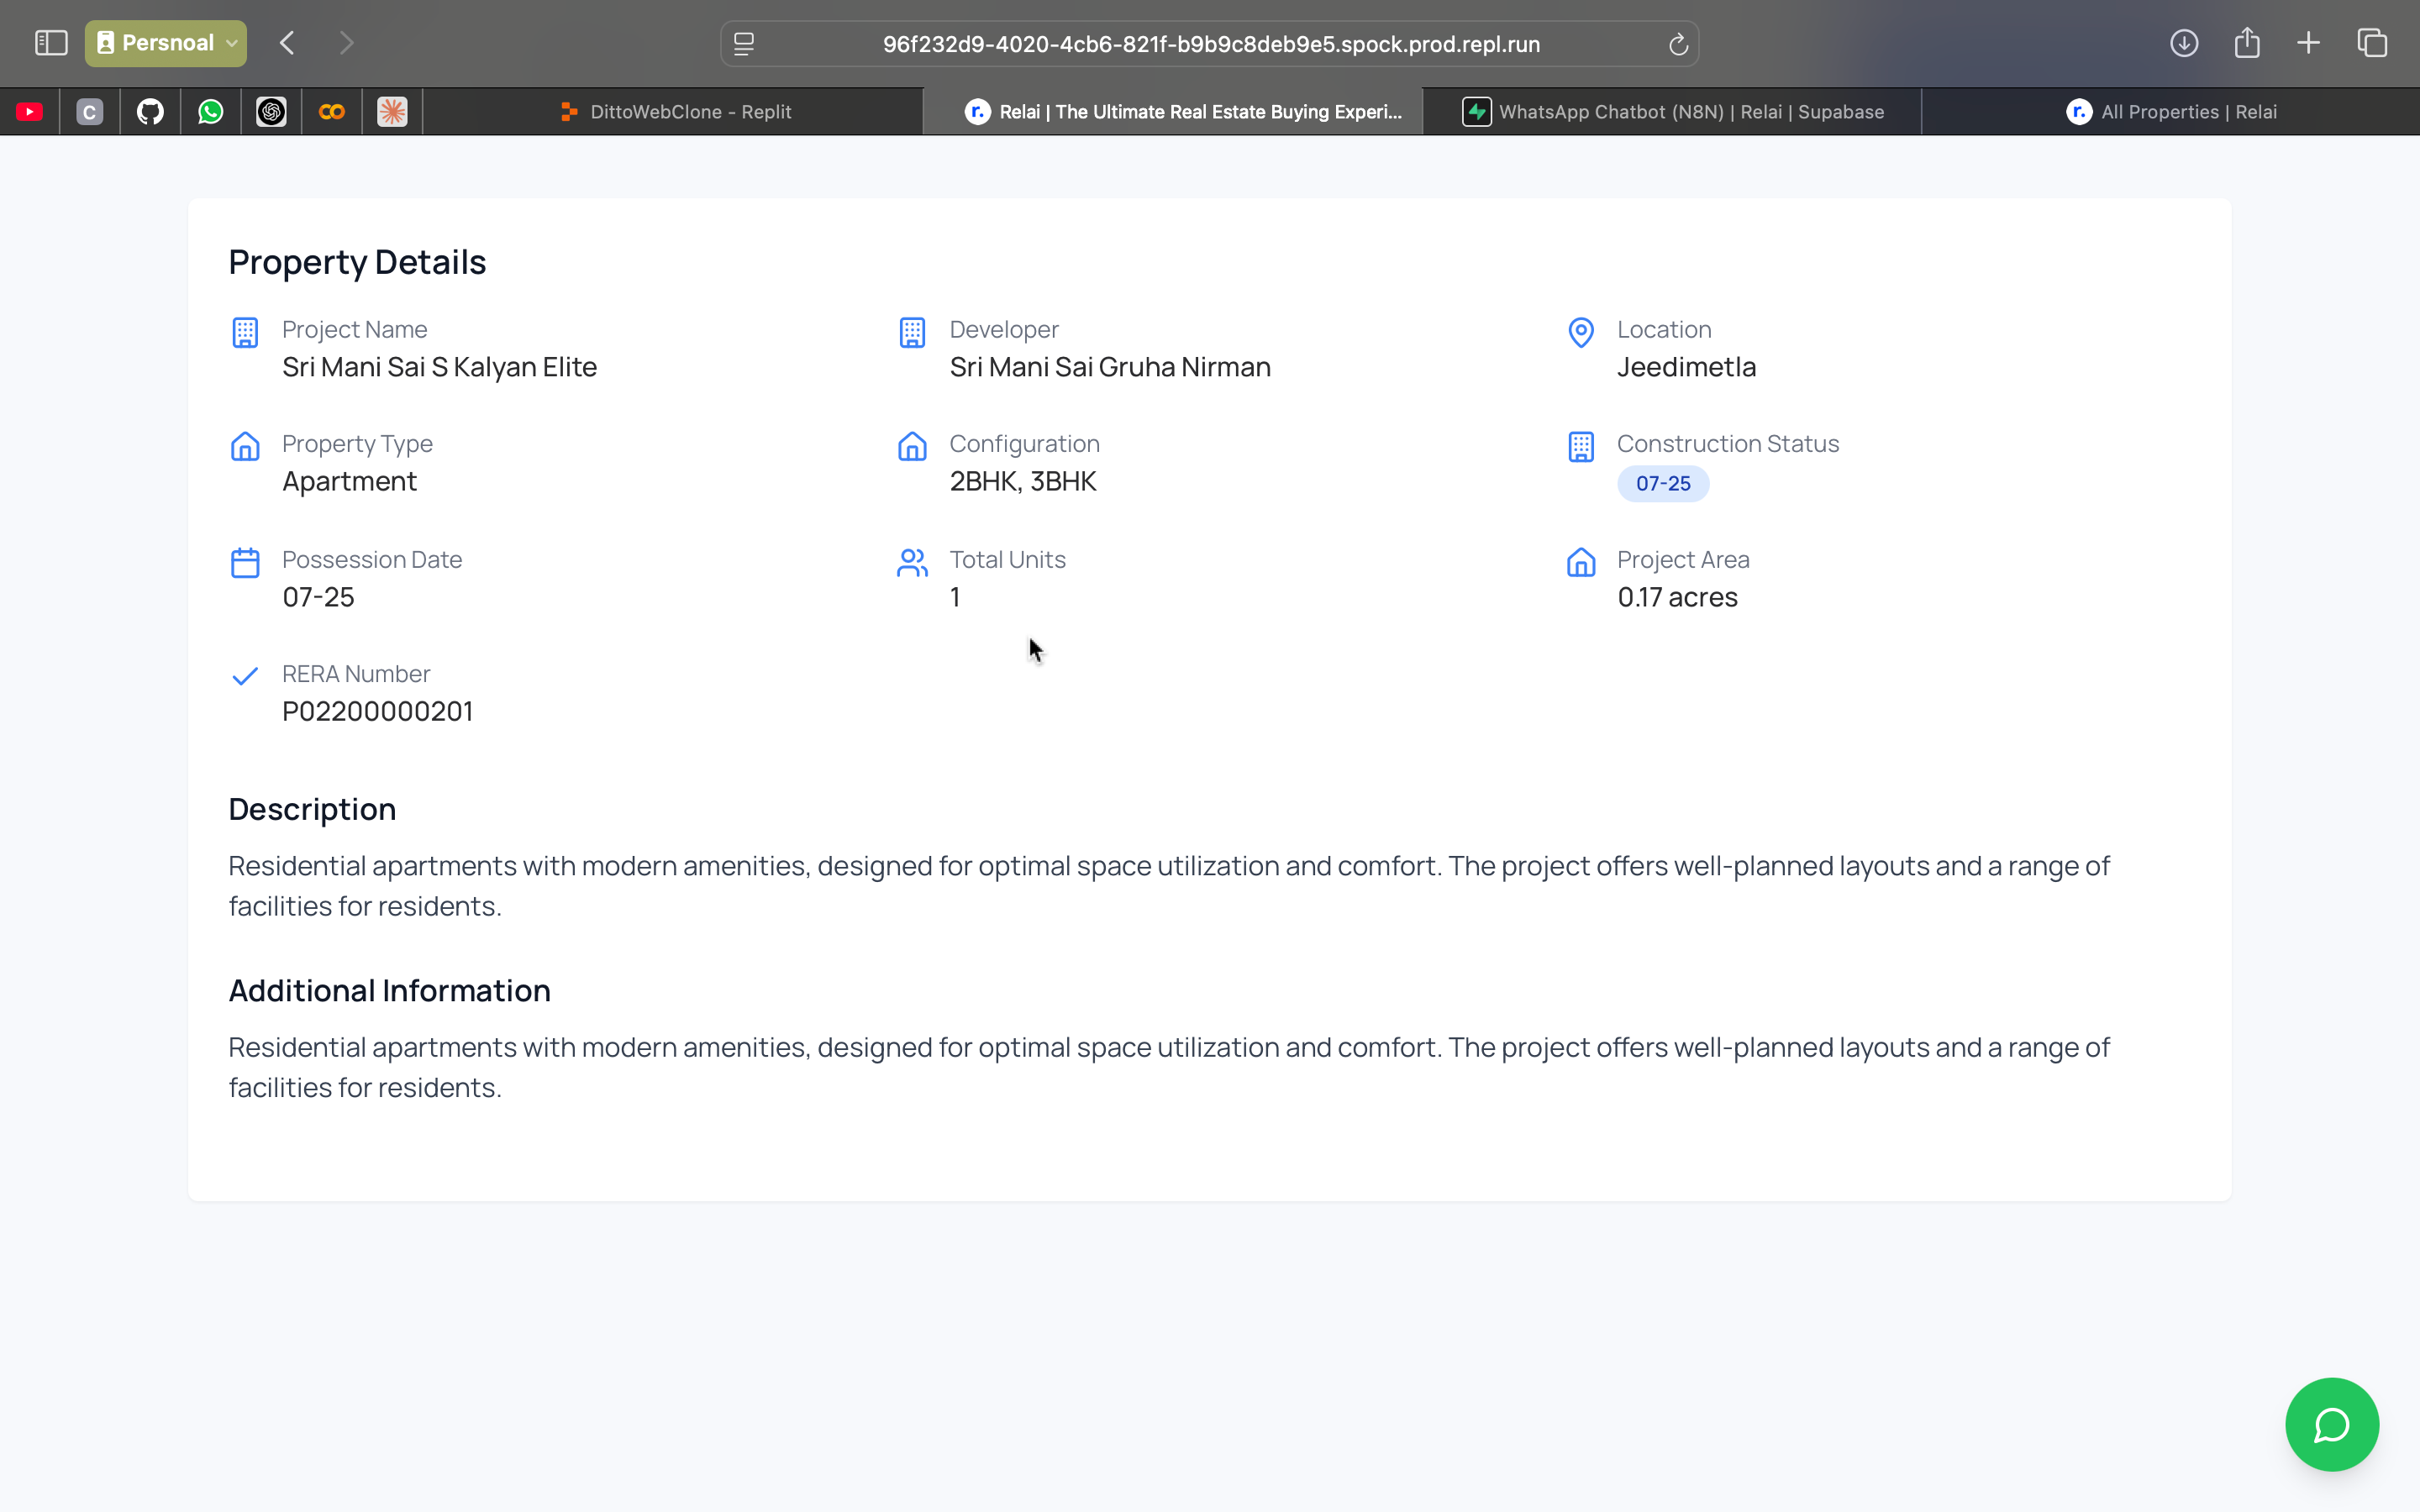 Persnoal
96f232d9-4020-4cb6-821f-b9b9c8deb9e5.spock.prod.repl.run
C
DittoWebClone - Replit
r. Relai | The Ultimate Real Estate Buying Experi...
WhatsApp Chatbot (N8N) | Relai | Supabase
r. All Properties | Relai
Property Details
Project Name
Sri Mani Sai S Kalyan Elite
Developer
Sri Mani Sai Gruha Nirman
Location
Jeedimetla
Property Type
Apartment
Configuration
2BHK, 3BHK
Construction Status
07-25
Possession Date
07-25
Total Units
1
Project Area
0.17 acres
RERA Number
P02200000201
Description
Residential apartments with modern amenities, designed for optimal space utilization and comfort. The project offers well-planned layouts and a range of
facilities for residents.
Additional Information
Residential apartments with modern amenities, designed for optimal space utilization and comfort. The project offers well-planned layouts and a range of
facilities for residents.